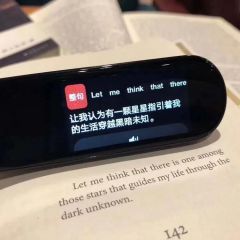 整句 Let me think that there
让我认为有一颗星星指引着我
的生活穿越黑暗未知。
Let me think that there is one among
those stars that guides my life through the
dark unknown.
142